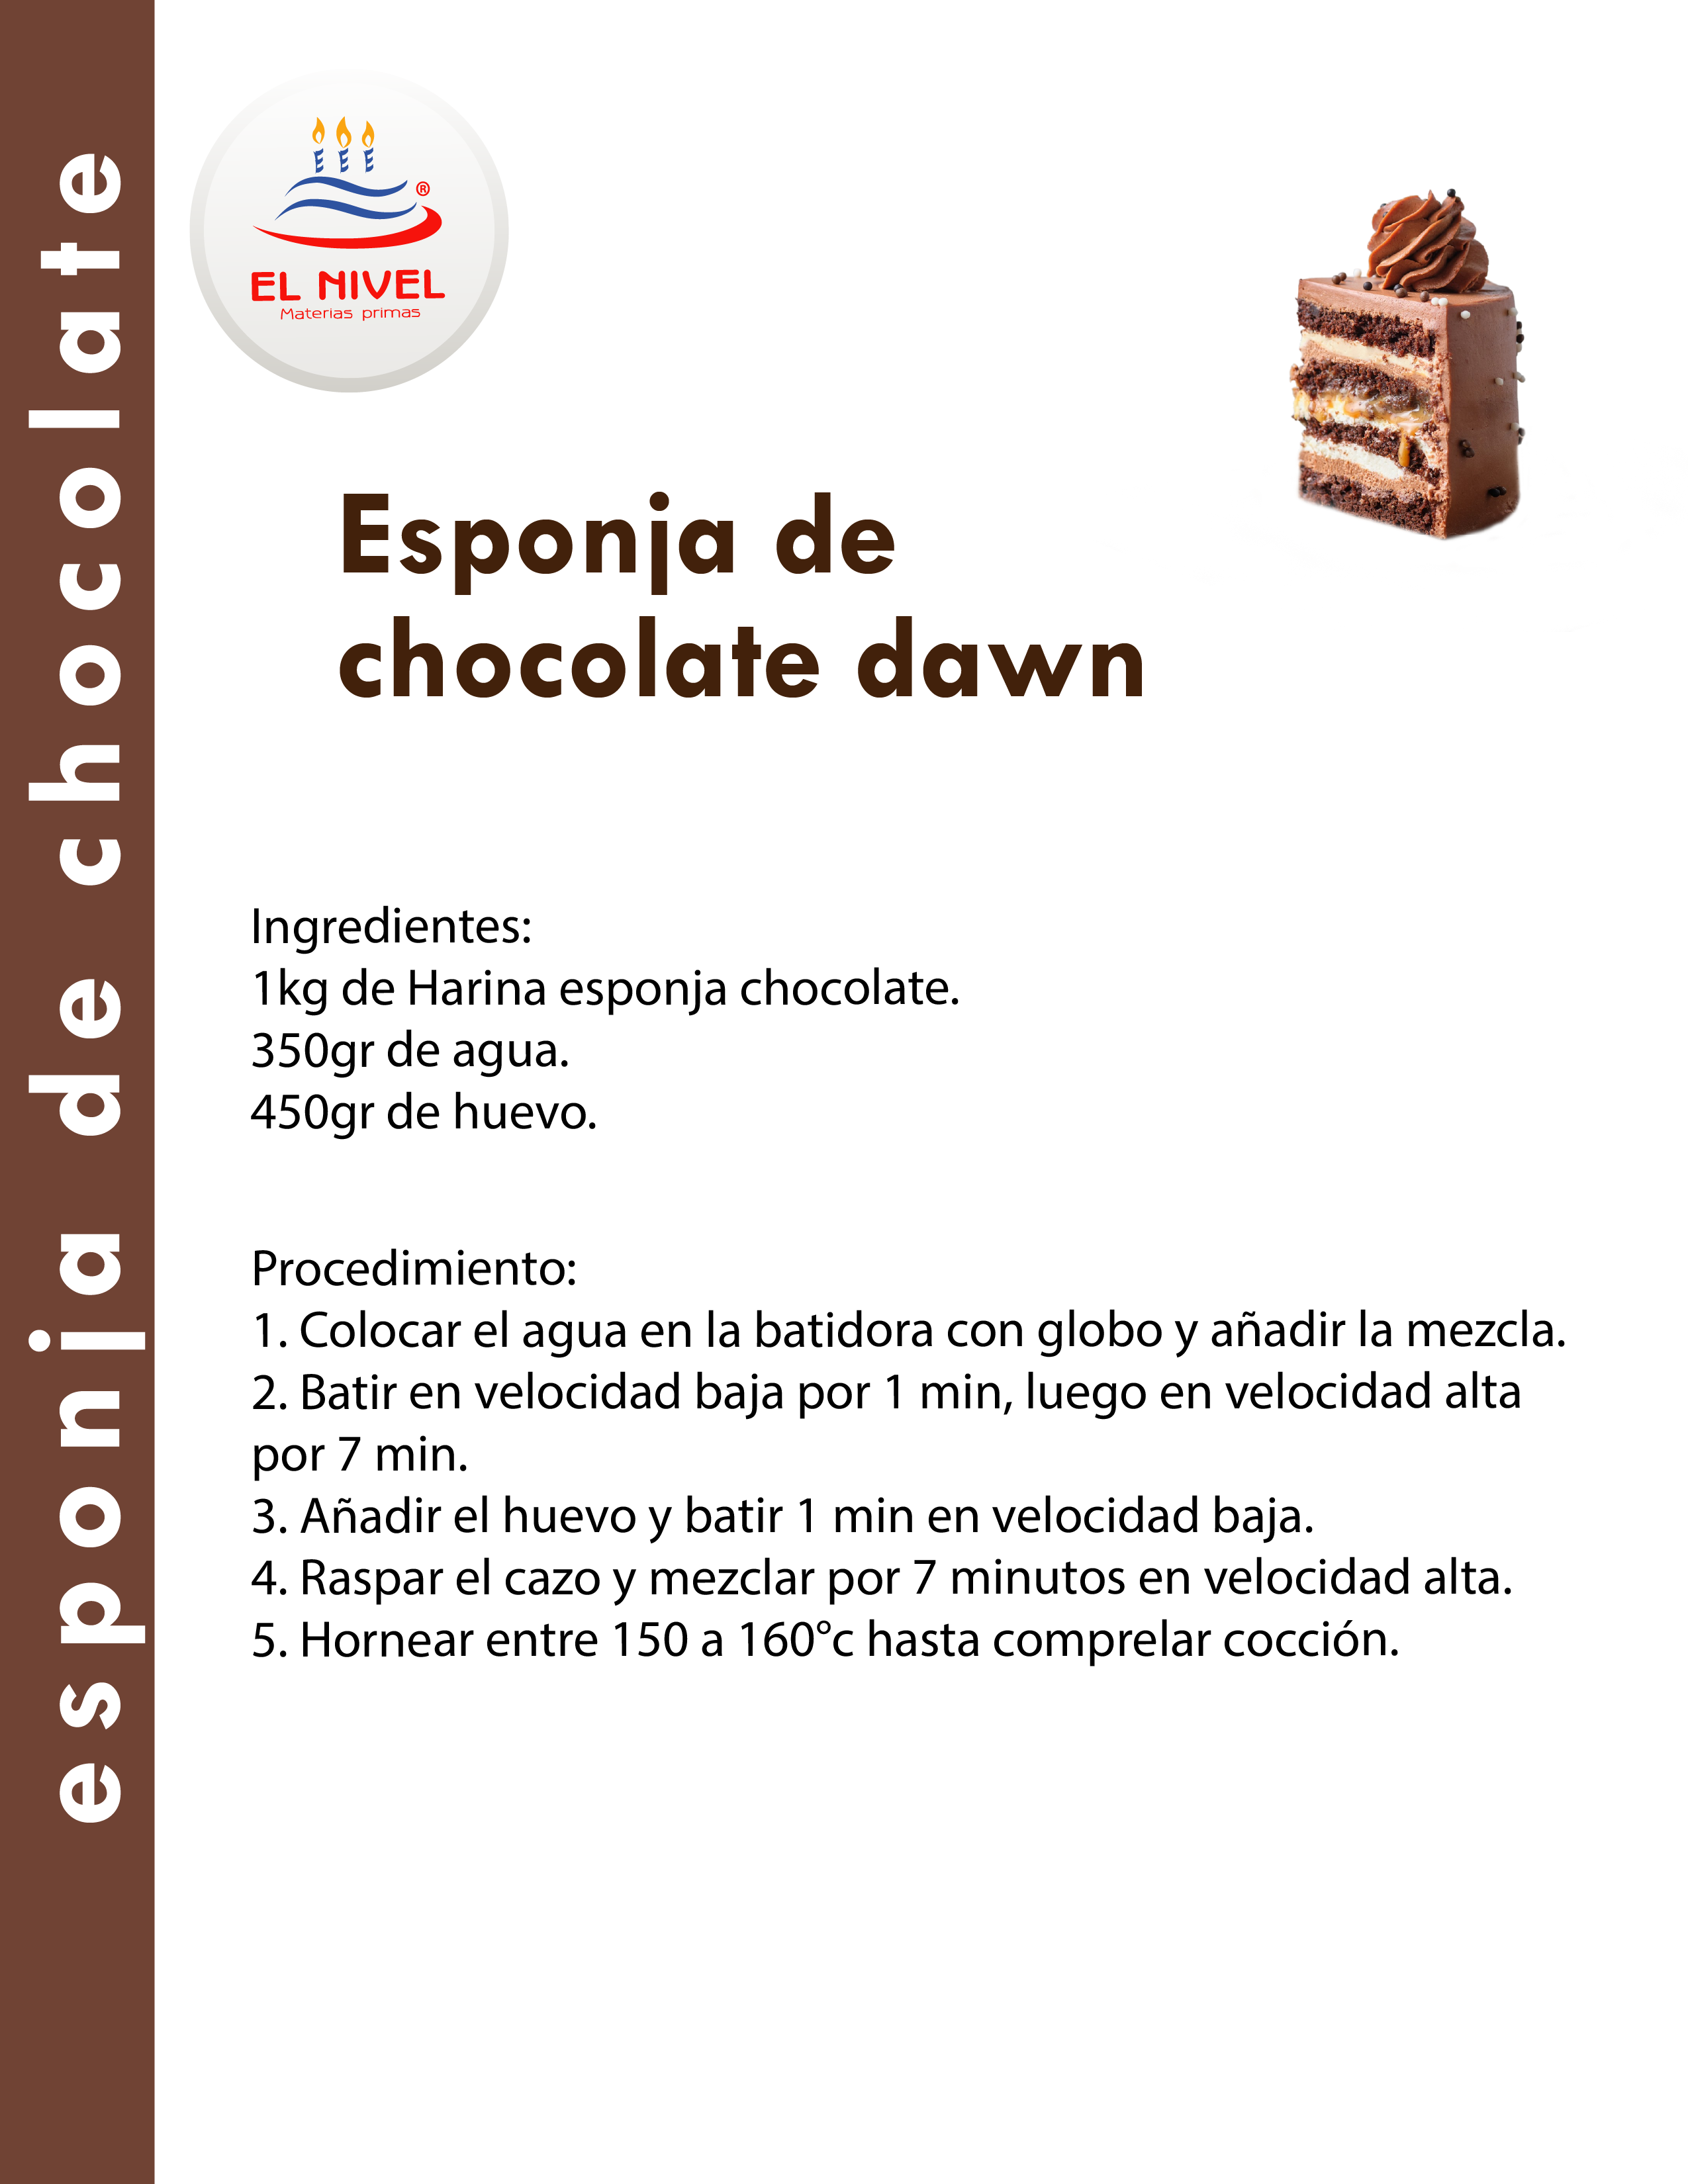 esponja de chocolate
®
EL NIVEL
Materias primas
Esponja de
chocolate dawn
Ingredientes:
1kg de Harina esponja chocolate.
350gr de agua.
450gr de huevo.
Procedimiento:
1. Colocar el agua en la batidora con globo y añadir la mezcla.
2. Batir en velocidad baja por 1 min, luego en velocidad alta
por 7 min.
3. Añadir el huevo y batir 1 min en velocidad baja.
4. Raspar el cazo y mezclar por 7 minutos en velocidad alta.
5. Hornear entre 150 a 160°c hasta comprelar cocción.